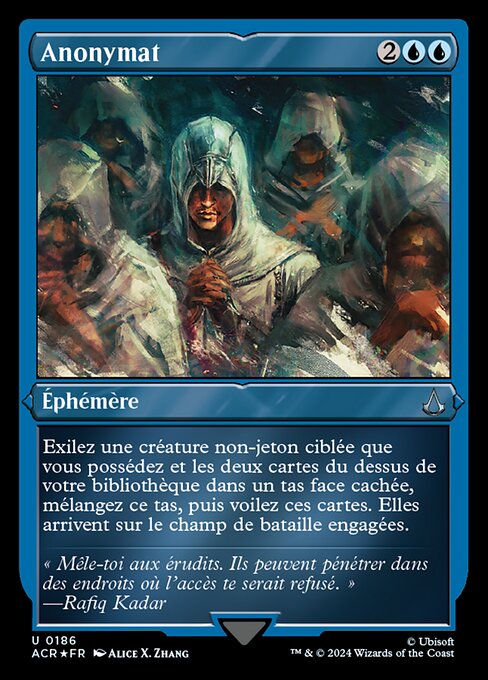 Anonymat 2
Éphémère
Exilez une créature non-jeton ciblée que
vous possédez et les deux cartes du dessus de
votre bibliothèque dans un tas face cachée,
mélangez ce tas, puis voilez ces cartes. Elles
arrivent sur le champ de bataille engagées.
« Mêle-toi aux érudits. Ils peuvent pénétrer dans
des endroits où l'accès te serait refusé. »
—Rafiq Kadar
U 0186 © Ubisoft
ACR★FR Alice X. Zhang ™ & © 2024 Wizards of the Coast